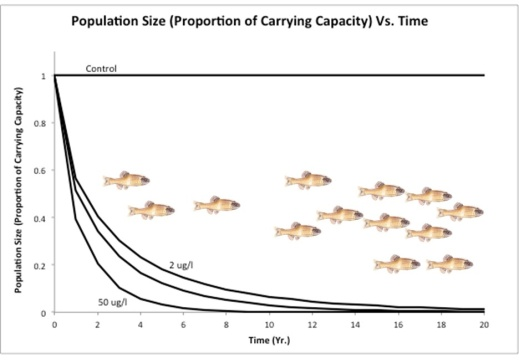 Population Size (Proportion of Carrying Capacity) Vs. Time
Population Size (Proportion of Carrying Capacity)
1
0.8
0.6
0.4
0.2
0
Control
2 ug/l
50 ug/l
0 2 4 6 8 10 12 14 16 18 20
Time (Yr.)